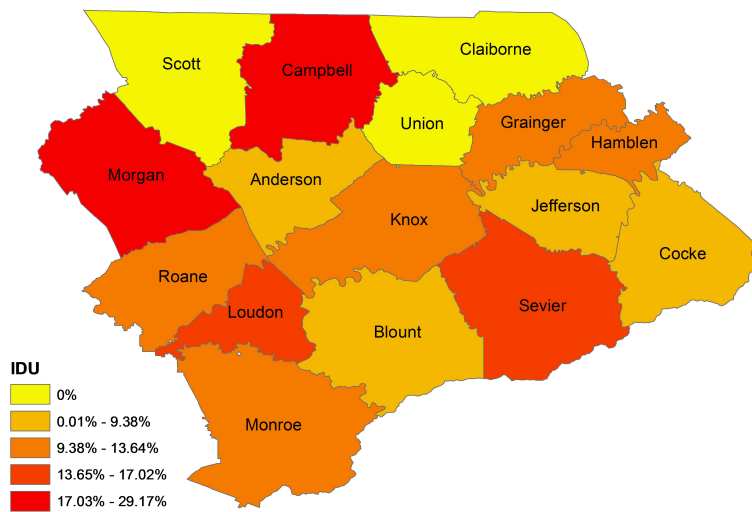 Scott
Claiborne
Campbell
Union
Grainger
Hamblen
Morgan
Anderson
Jefferson
Knox
Cocke
Roane
Sevier
Loudon
Blount
Monroe
IDU
0%
0.01% - 9.38%
9.38% - 13.64%
13.65% - 17.02%
17.03% - 29.17%